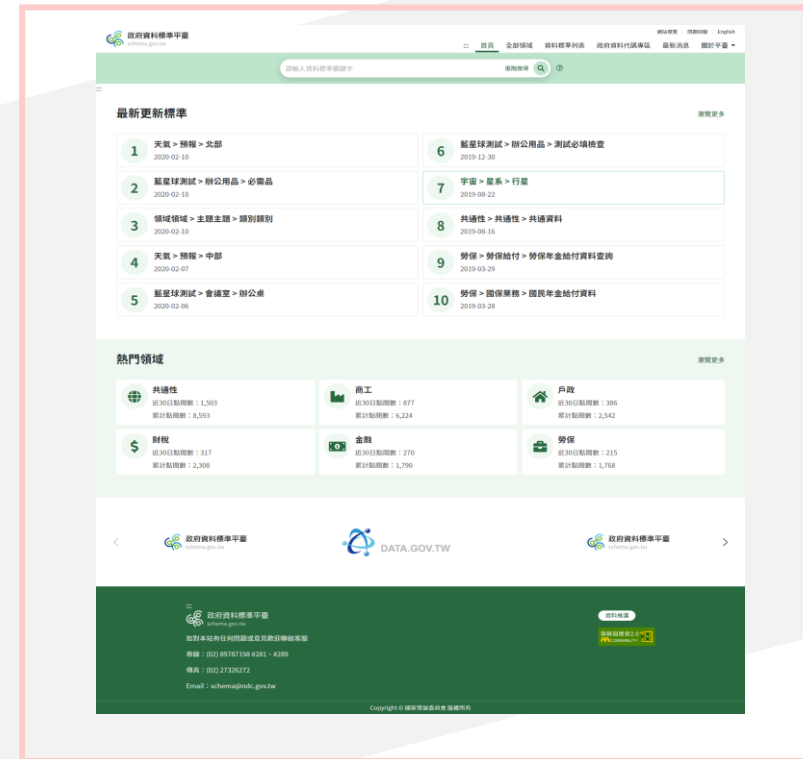 政府資料標準平臺
schema.gov.tw
網站導覽 問題回報 English
::: 首頁 全部領域 資料標準列表 政府資料代碼專區 最新消息 關於平臺
請輸入資料標準關鍵字 進階搜尋
:::
最新更新標準 瀏覽更多
1 天氣 > 預報 > 北部
2020-02-10
2 藍星球測試 > 辦公用品 > 必需品
2020-02-10
3 領域領域 > 主題主題 > 類別類別
2020-02-10
4 天氣 > 預報 > 中部
2020-02-07
5 藍星球測試 > 會議室 > 辦公桌
2020-02-06
6 藍星球測試 > 辦公用品 > 測試必填檢查
2019-12-30
7 宇宙 > 星系 > 行星
2019-08-22
8 共通性 > 共通性 > 共通資料
2019-08-16
9 勞保 > 勞保給付 > 勞保年金給付資料查詢
2019-03-29
10 勞保 > 國保業務 > 國民年金給付資料
2019-03-28
熱門領域 瀏覽更多
共通性
近30日點閱數：1,503
累計點閱數：8,593
商工
近30日點閱數：877
累計點閱數：6,224
戶政
近30日點閱數：386
累計點閱數：2,542
財稅
近30日點閱數：317
累計點閱數：2,308
金融
近30日點閱數：270
累計點閱數：1,790
勞保
近30日點閱數：215
累計點閱數：1,768
政府資料標準平臺
schema.gov.tw
DATA.GOV.TW
政府資料標準平臺
schema.gov.tw
:::
政府資料標準平臺
schema.gov.tw
如對本站有任何問題或意見歡迎聯絡客服
專線：(02) 89787198 #281、#289
傳真：(02) 27326272
Email：schema@ndc.gov.tw
無障礙標章2.0
ACCESSIBILITY
Copyright © 國家發展委員會 版權所有